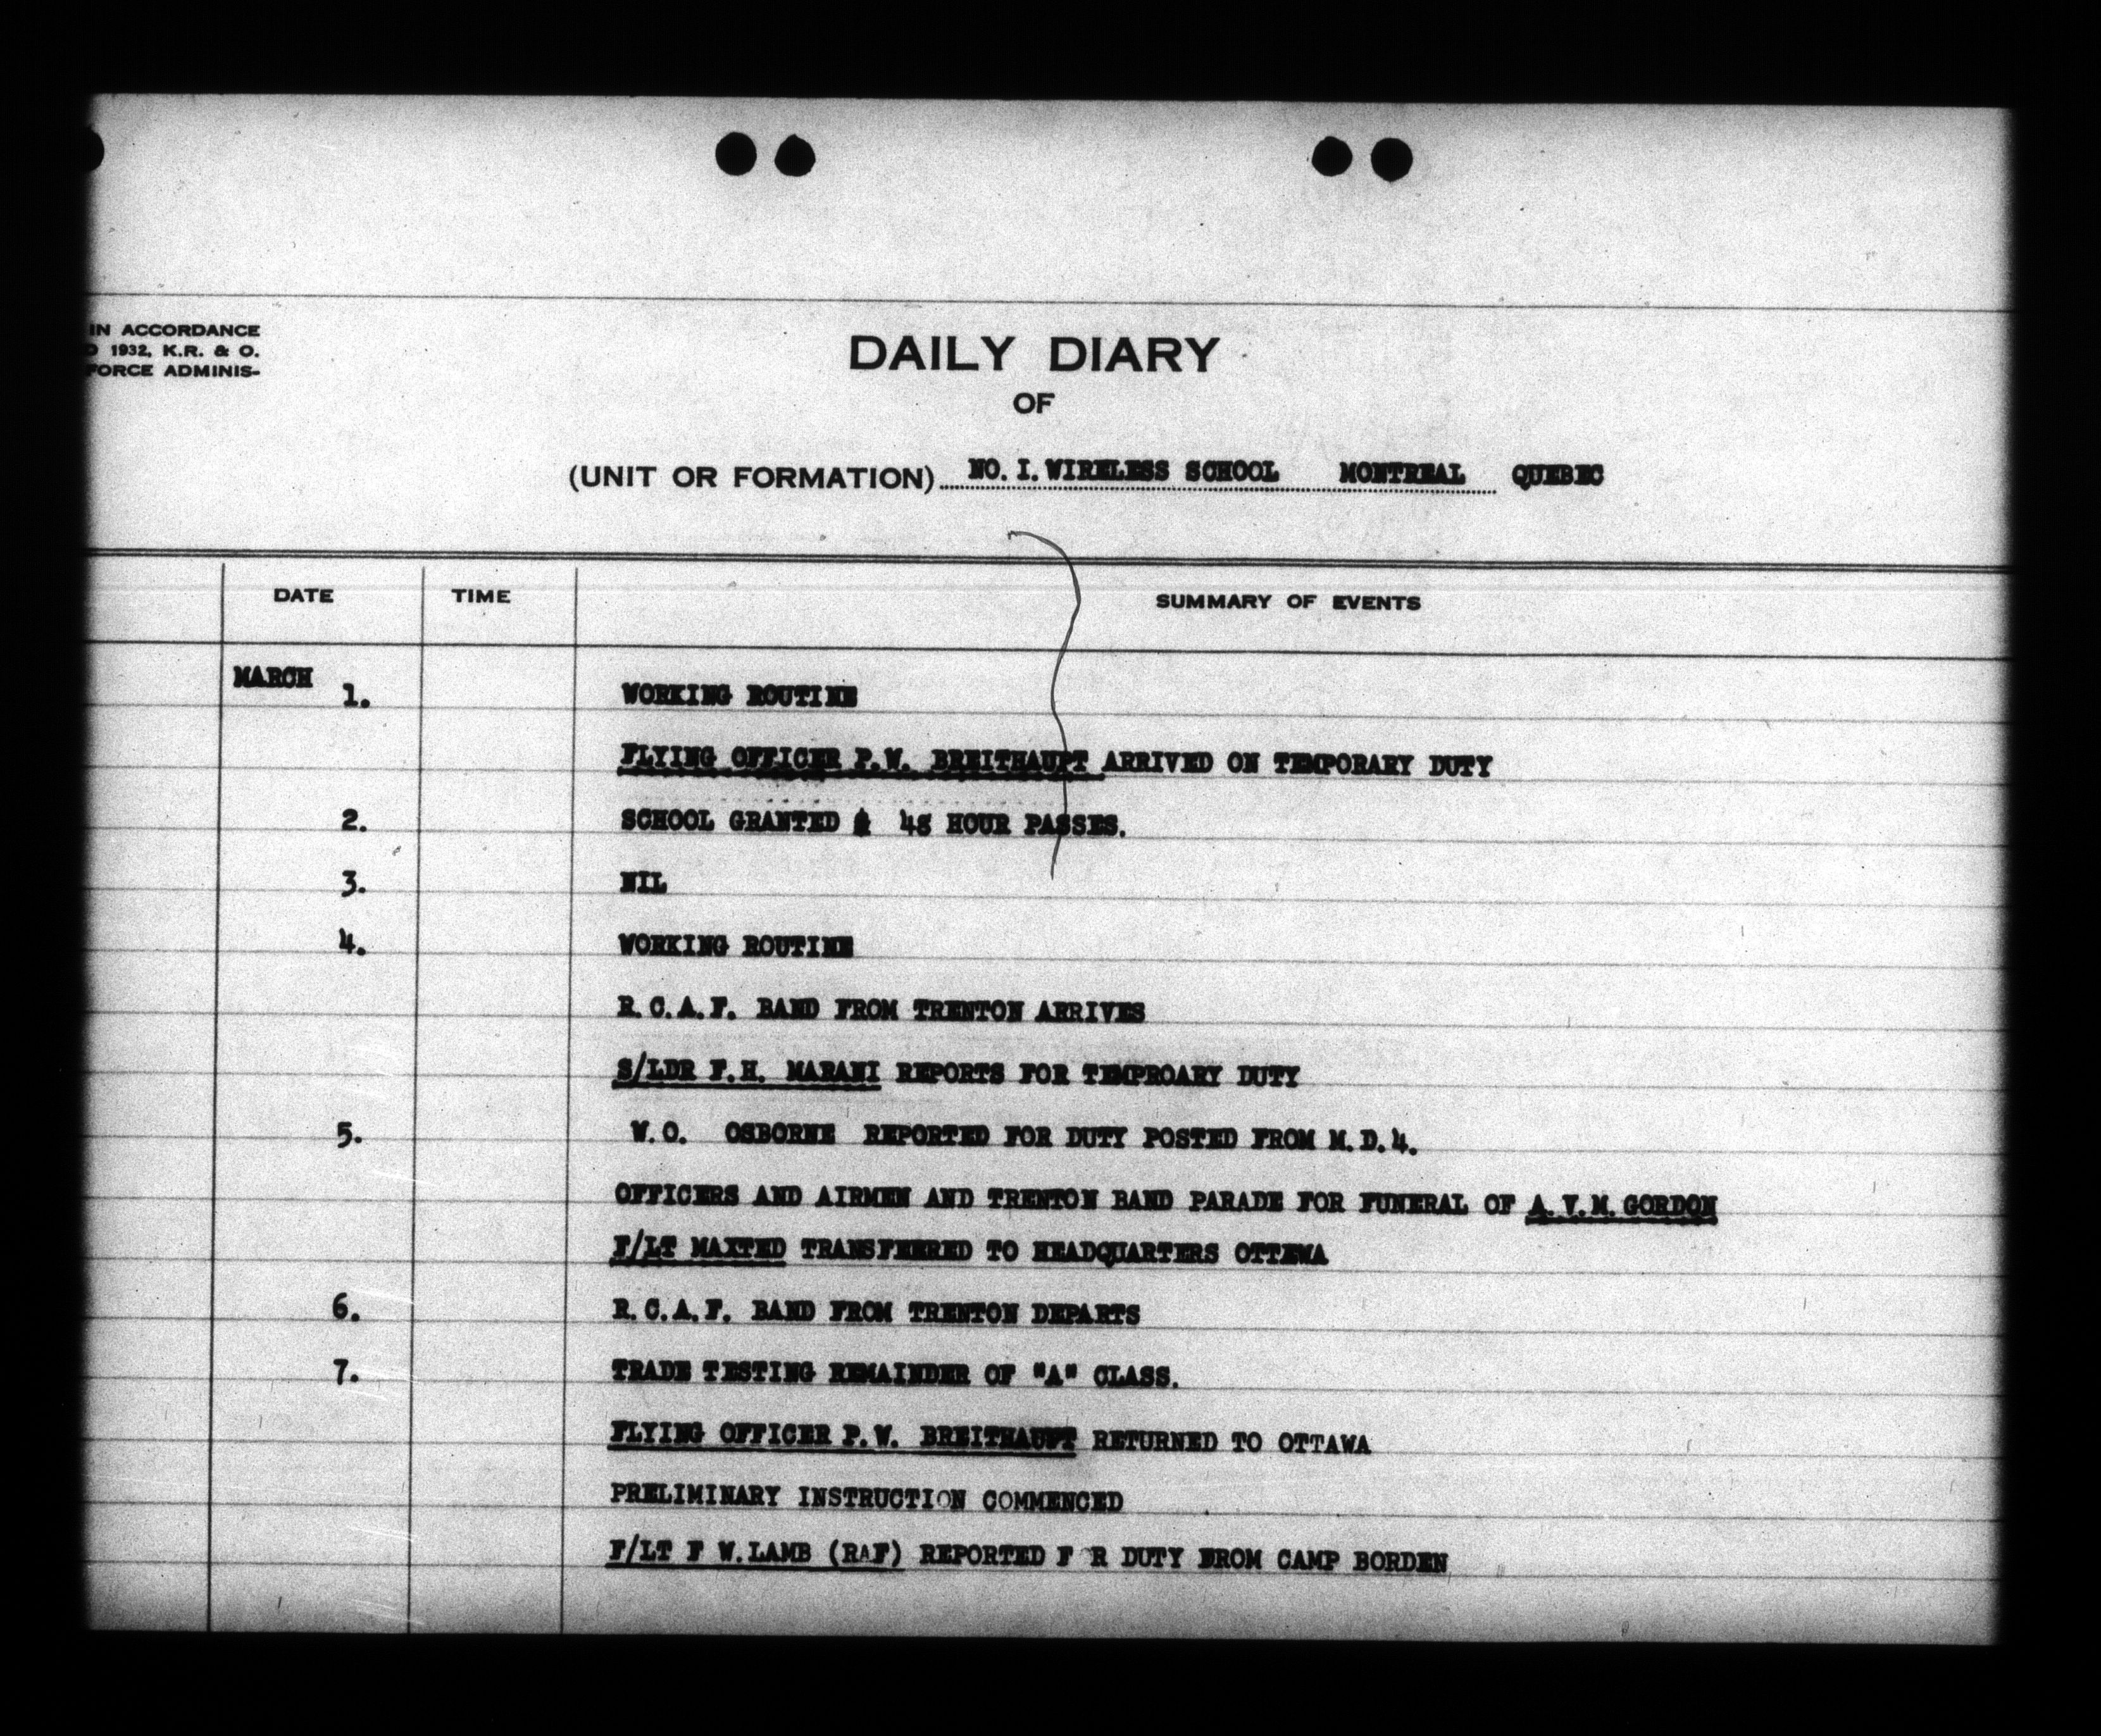 IN ACCORDANCE
1932, K.R. & O.
FORCE ADMINIS-
DAILY DIARY
OF
(UNIT OR FORMATION) NO. I. WIRELESS SCHOOL MONTREAL QUEBEC
DATE TIME SUMMARY OF EVENTS
MARCH 1. WORKING ROUTINE
FLYING OFFICER P.W. BREITHAUPT ARRIVED ON TEMPORARY DUTY
2. SCHOOL GRANTED 48 HOUR PASSES.
3. NIL
4. WORKING ROUTINE
R.C.A.F. BAND FROM TRENTON ARRIVES
S/LDR F.H. MARANI REPORTS FOR TEMPROARY DUTY
5. W.O. OSBORNE REPORTED FOR DUTY POSTED FROM M.D.4.
OFFICERS AND AIRMEN AND TRENTON BAND PARADE FOR FUNERAL OF A.V.M. GORDON
F/LT MAXTED TRANSFEERED TO HEADQUARTERS OTTEWA
6. R.C.A.F. BAND FROM TRENTON DEPARTS
7. TRADE TESTING REMAINDER OF "A" CLASS.
FLYING OFFICER P.W. BREITHAUPT RETURNED TO OTTAWA
PRELIMINARY INSTRUCTION COMMENCED
F/LT F W.LAMB (RAF) REPORTED F R DUTY FROM CAMP BORDEN